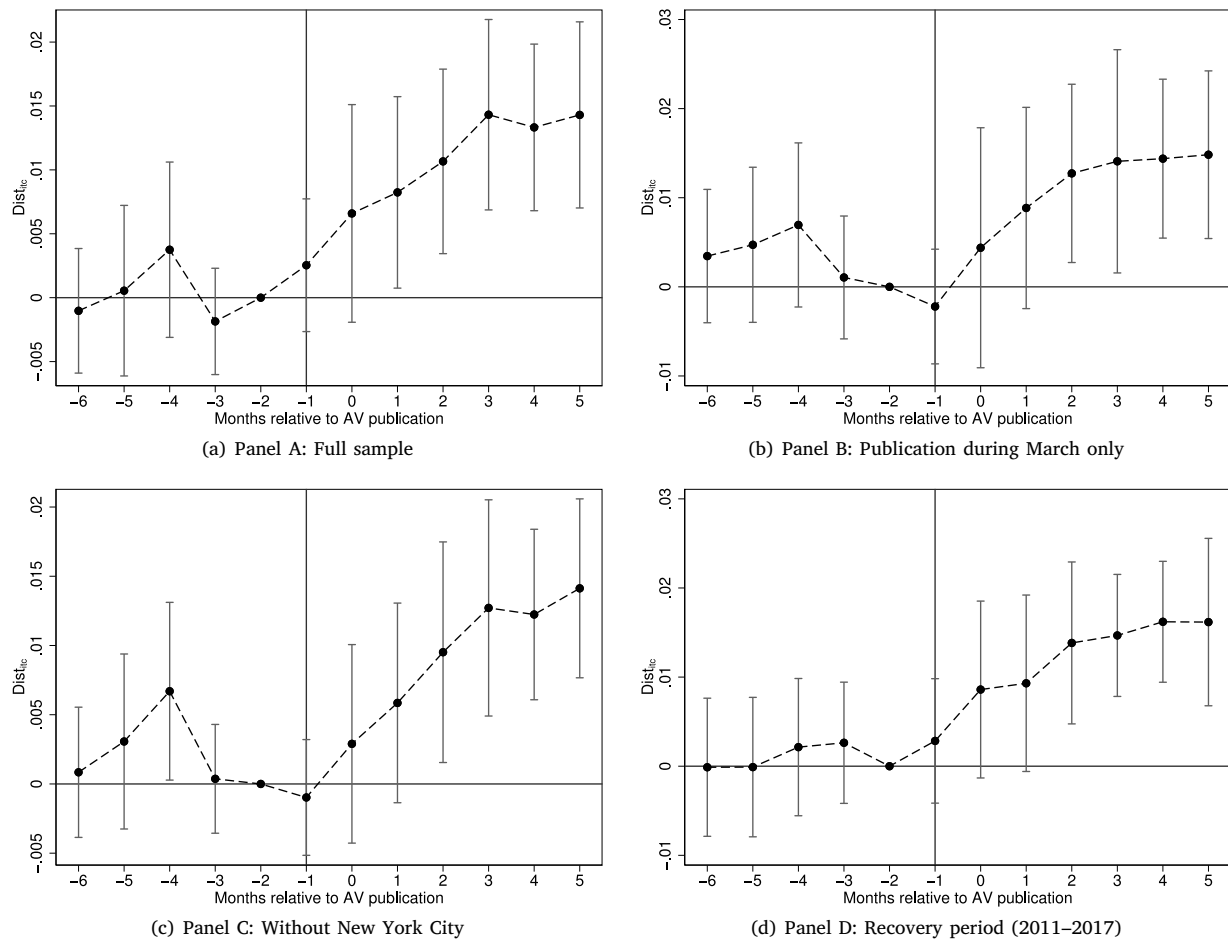 .02
.015
.01
.005
0
-.005
Dist_itc
−6 −5 −4 −3 −2 −1 0 1 2 3 4 5
Months relative to AV publication
(a) Panel A: Full sample
.03
.02
.01
0
-.01
Dist_itc
−6 −5 −4 −3 −2 −1 0 1 2 3 4 5
Months relative to AV publication
(b) Panel B: Publication during March only
.02
.015
.01
.005
0
-.005
Dist_itc
−6 −5 −4 −3 −2 −1 0 1 2 3 4 5
Months relative to AV publication
(c) Panel C: Without New York City
.03
.02
.01
0
-.01
Dist_itc
−6 −5 −4 −3 −2 −1 0 1 2 3 4 5
Months relative to AV publication
(d) Panel D: Recovery period (2011–2017)